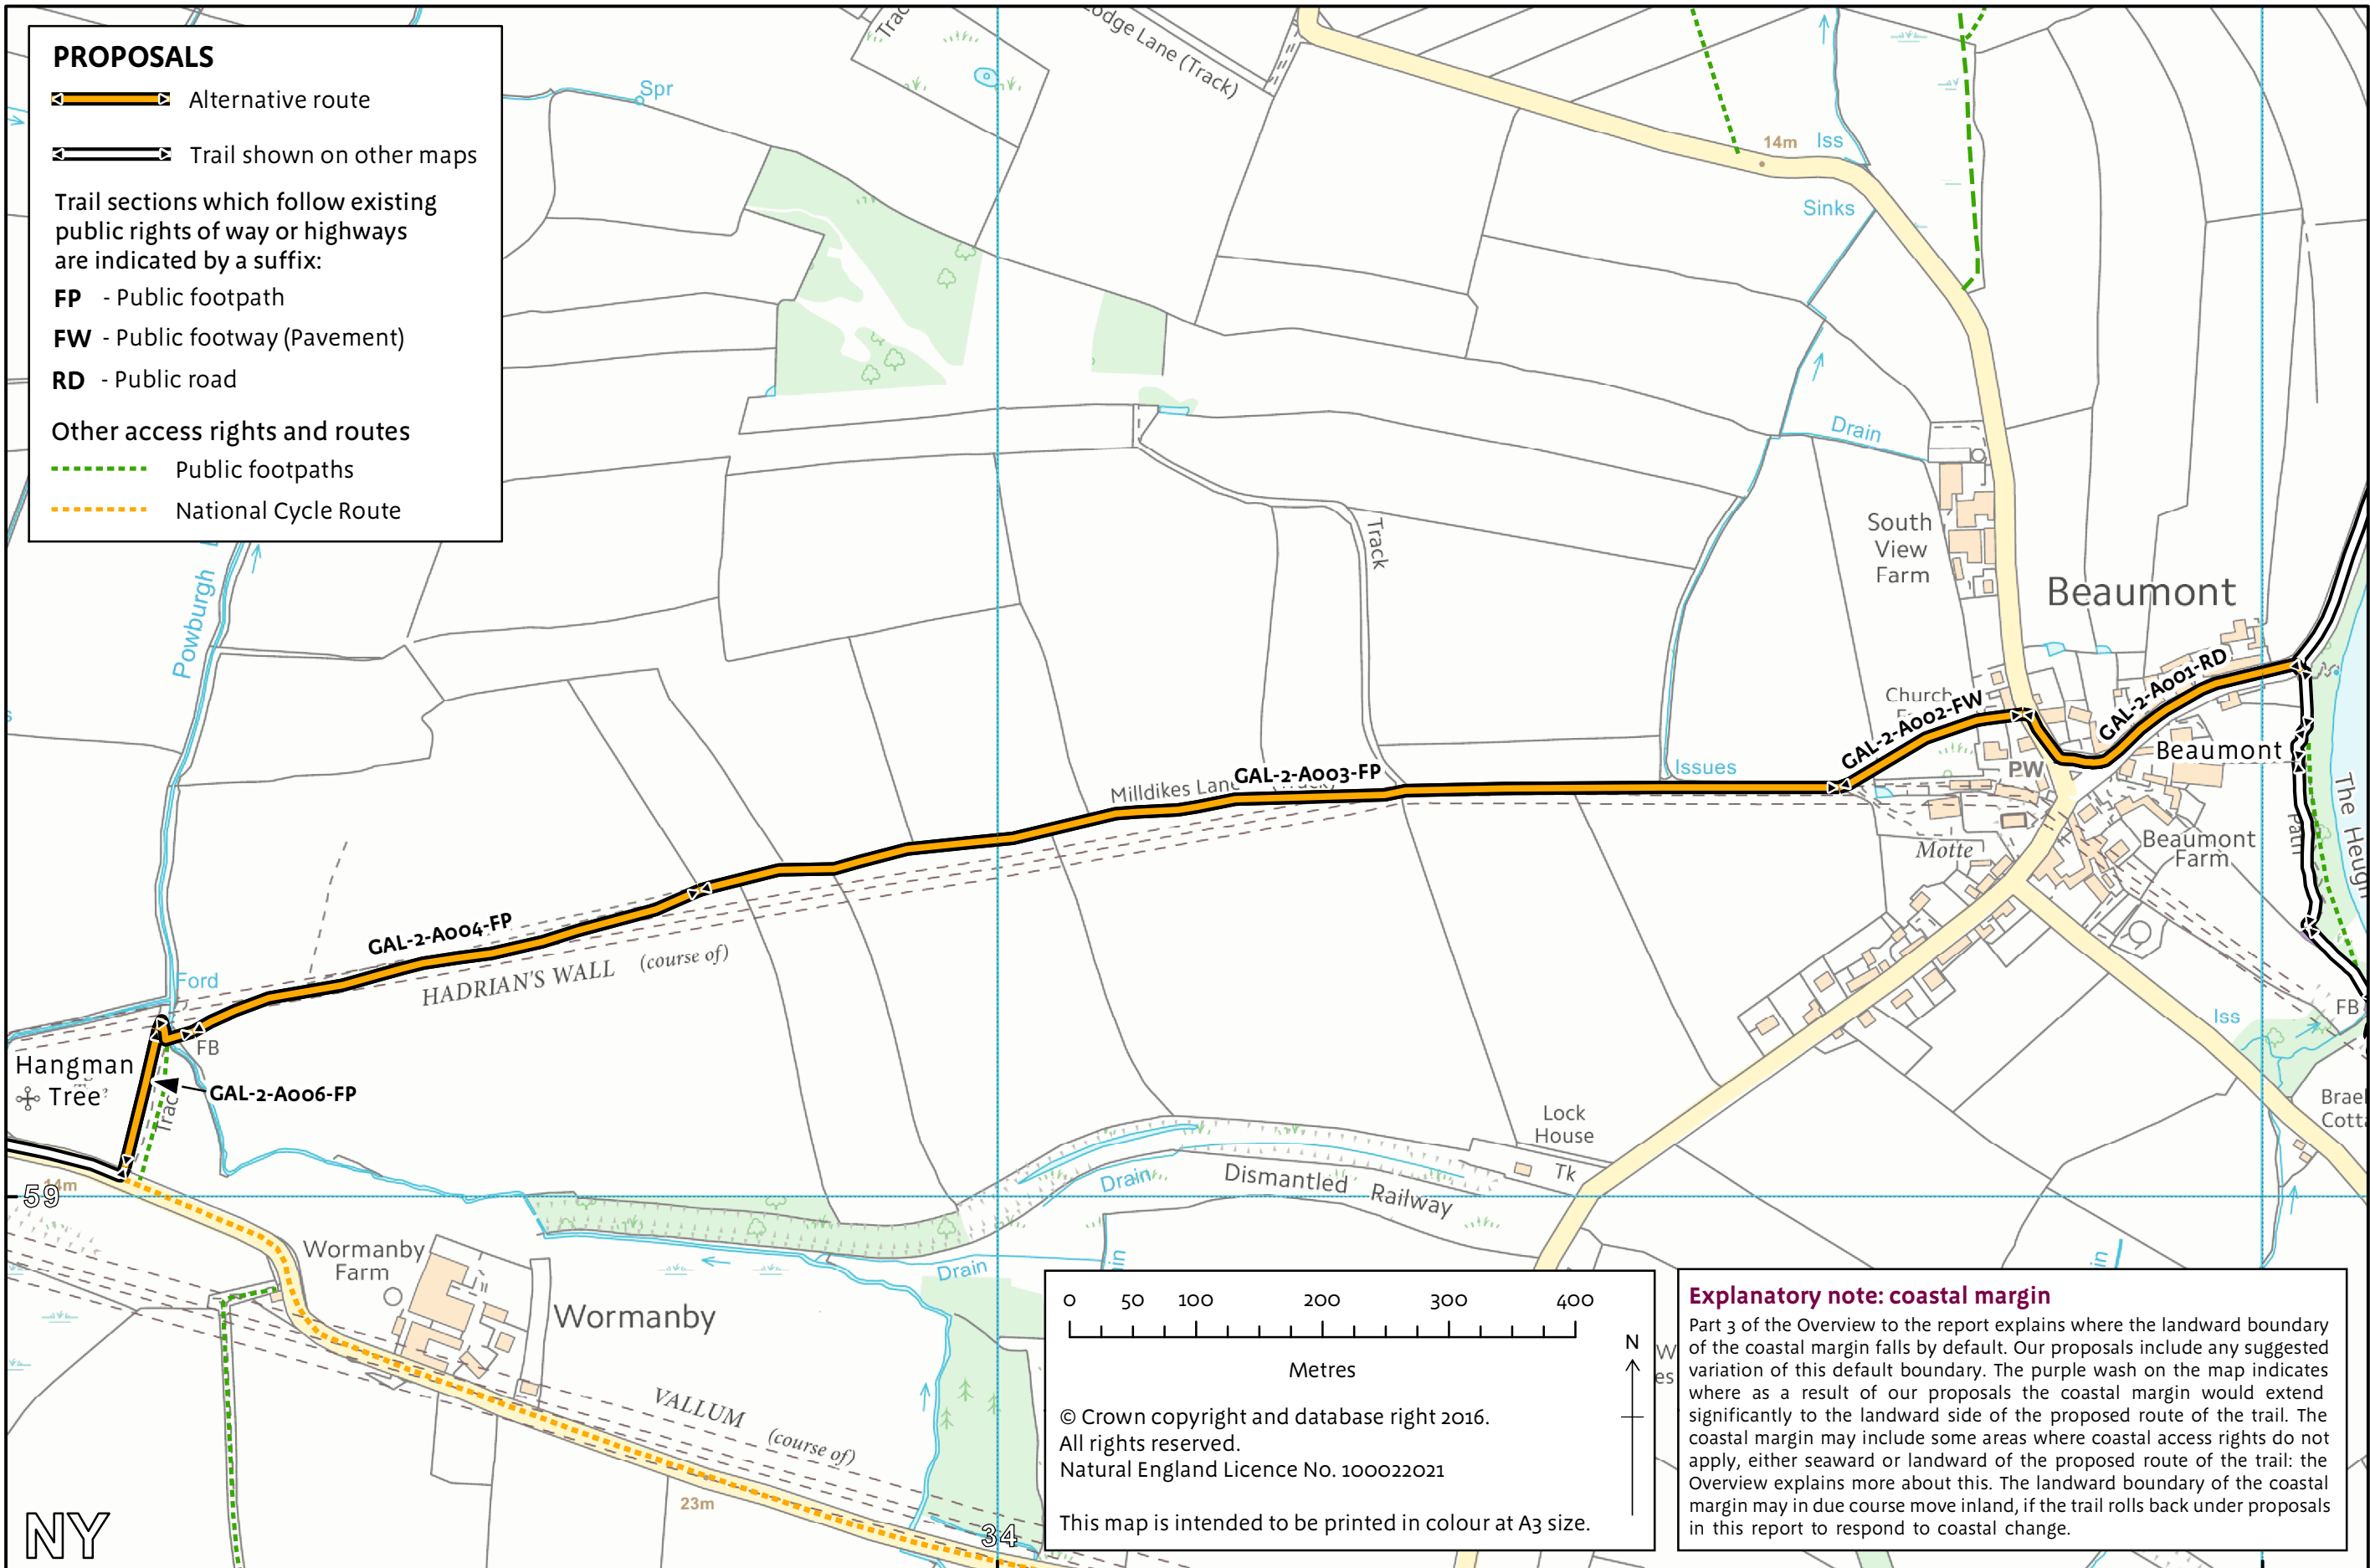 PROPOSALS
Alternative route
Trail shown on other maps
Trail sections which follow existing
public rights of way or highways
are indicated by a suffix:
FP - Public footpath
FW - Public footway (Pavement)
RD - Public road
Other access rights and routes
Public footpaths
National Cycle Route
Spr
Lodge Lane (Track)
14m
Iss
Sinks
Drain
Track
South
View
Farm
Beaumont
Powburgh
Church
GAL-2-A001-RD
GAL-2-A002-FW
Beaumont
PW
Issues
Milldikes Lane (Track)
GAL-2-A003-FP
The Heugh
Path
Motte
Beaumont
Farm
GAL-2-A004-FP
HADRIAN'S WALL (course of)
Ford
FB
FB
Iss
Hangman
Tree
GAL-2-A006-FP
Lock
House
Tk
Drain
Dismantled Railway
59
14m
Wormanby
Farm
Wormanby
Drain
VALLUM (course of)
23m
34
NY
0 50 100 200 300 400
Metres
N
© Crown copyright and database right 2016.
All rights reserved.
Natural England Licence No. 100022021
This map is intended to be printed in colour at A3 size.
Explanatory note: coastal margin
Part 3 of the Overview to the report explains where the landward boundary
of the coastal margin falls by default. Our proposals include any suggested
variation of this default boundary. The purple wash on the map indicates
where as a result of our proposals the coastal margin would extend
significantly to the landward side of the proposed route of the trail. The
coastal margin may include some areas where coastal access rights do not
apply, either seaward or landward of the proposed route of the trail: the
Overview explains more about this. The landward boundary of the coastal
margin may in due course move inland, if the trail rolls back under proposals
in this report to respond to coastal change.